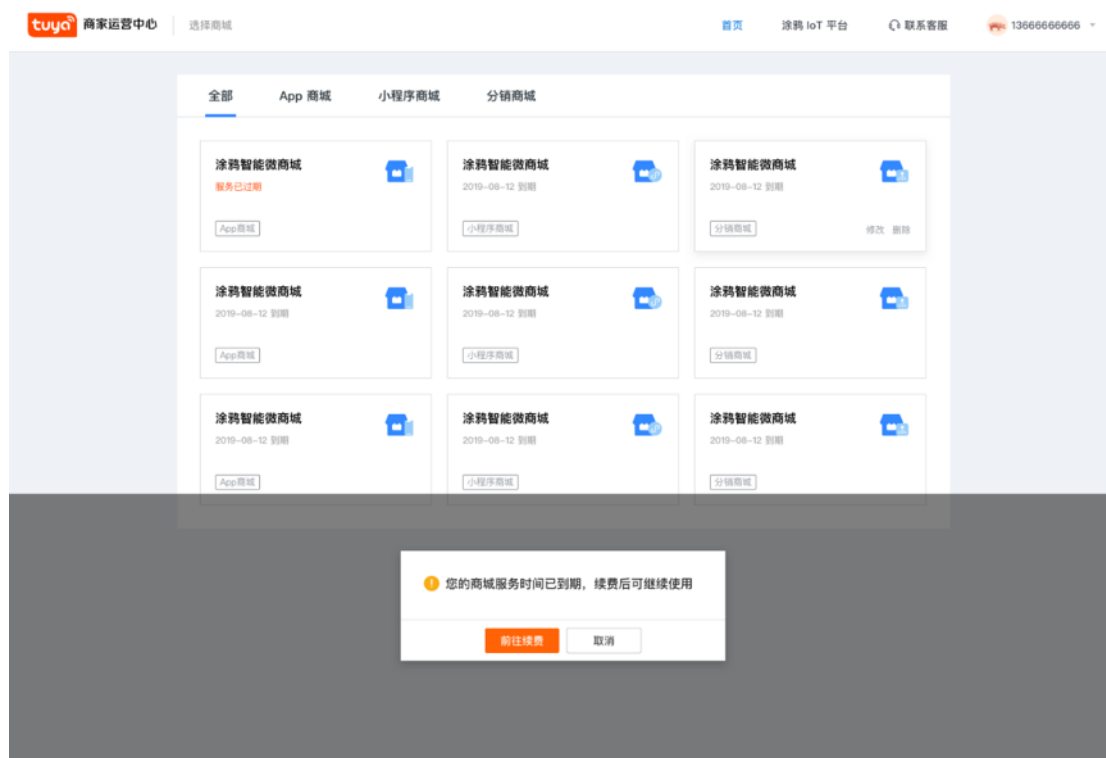 tuya 商家运营中心 选择商城 首页 涂鸦 IoT 平台 联系客服 13666666666
全部 App 商城 小程序商城 分销商城
涂鸦智能微商城 涂鸦智能微商城 涂鸦智能微商城
服务已过期 2019-08-12 到期 2019-08-12 到期
App商城 小程序商城 分销商城 修改 删除
涂鸦智能微商城 涂鸦智能微商城 涂鸦智能微商城
2019-08-12 到期 2019-08-12 到期 2019-08-12 到期
App商城 小程序商城 分销商城
涂鸦智能微商城 涂鸦智能微商城 涂鸦智能微商城
2019-08-12 到期 2019-08-12 到期 2019-08-12 到期
App商城 小程序商城 分销商城
您的商城服务时间已到期，续费后可继续使用
前往续费 取消